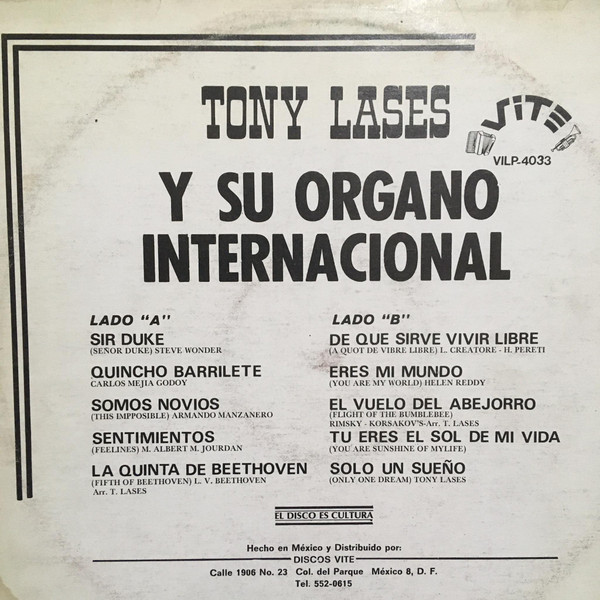 TONY LASES
VITE
VILP-4033
Y SU ORGANO
INTERNACIONAL
LADO "A"
SIR DUKE
(SEÑOR DUKE) STEVE WONDER
QUINCHO BARRILETE
CARLOS MEJIA GODOY
SOMOS NOVIOS
(THIS IMPPOSIBLE) ARMANDO MANZANERO
SENTIMIENTOS
(FEELINES) M. ALBERT M. JOURDAN
LA QUINTA DE BEETHOVEN
(FIFTH OF BEETHOVEN) L. V. BEETHOVEN
Arr. T. LASES
LADO "B"
DE QUE SIRVE VIVIR LIBRE
(A QUOT DE VIBRE LIBRE) L. CREATORE - H. PERETI
ERES MI MUNDO
(YOU ARE MY WORLD) HELEN REDDY
EL VUELO DEL ABEJORRO
(FLIGHT OF THE BUMBLEBEE)
RIMSKY - KORSAKOV'S-Arr. T. LASES
TU ERES EL SOL DE MI VIDA
(YOU ARE SUNSHINE OF MYLIFE)
SOLO UN SUEÑO
(ONLY ONE DREAM) TONY LASES
EL DISCO ES CULTURA
Hecho en México y Distribuido por:
DISCOS VITE
Calle 1906 No. 23 Col. del Parque México 8, D. F.
Tel. 552-0615